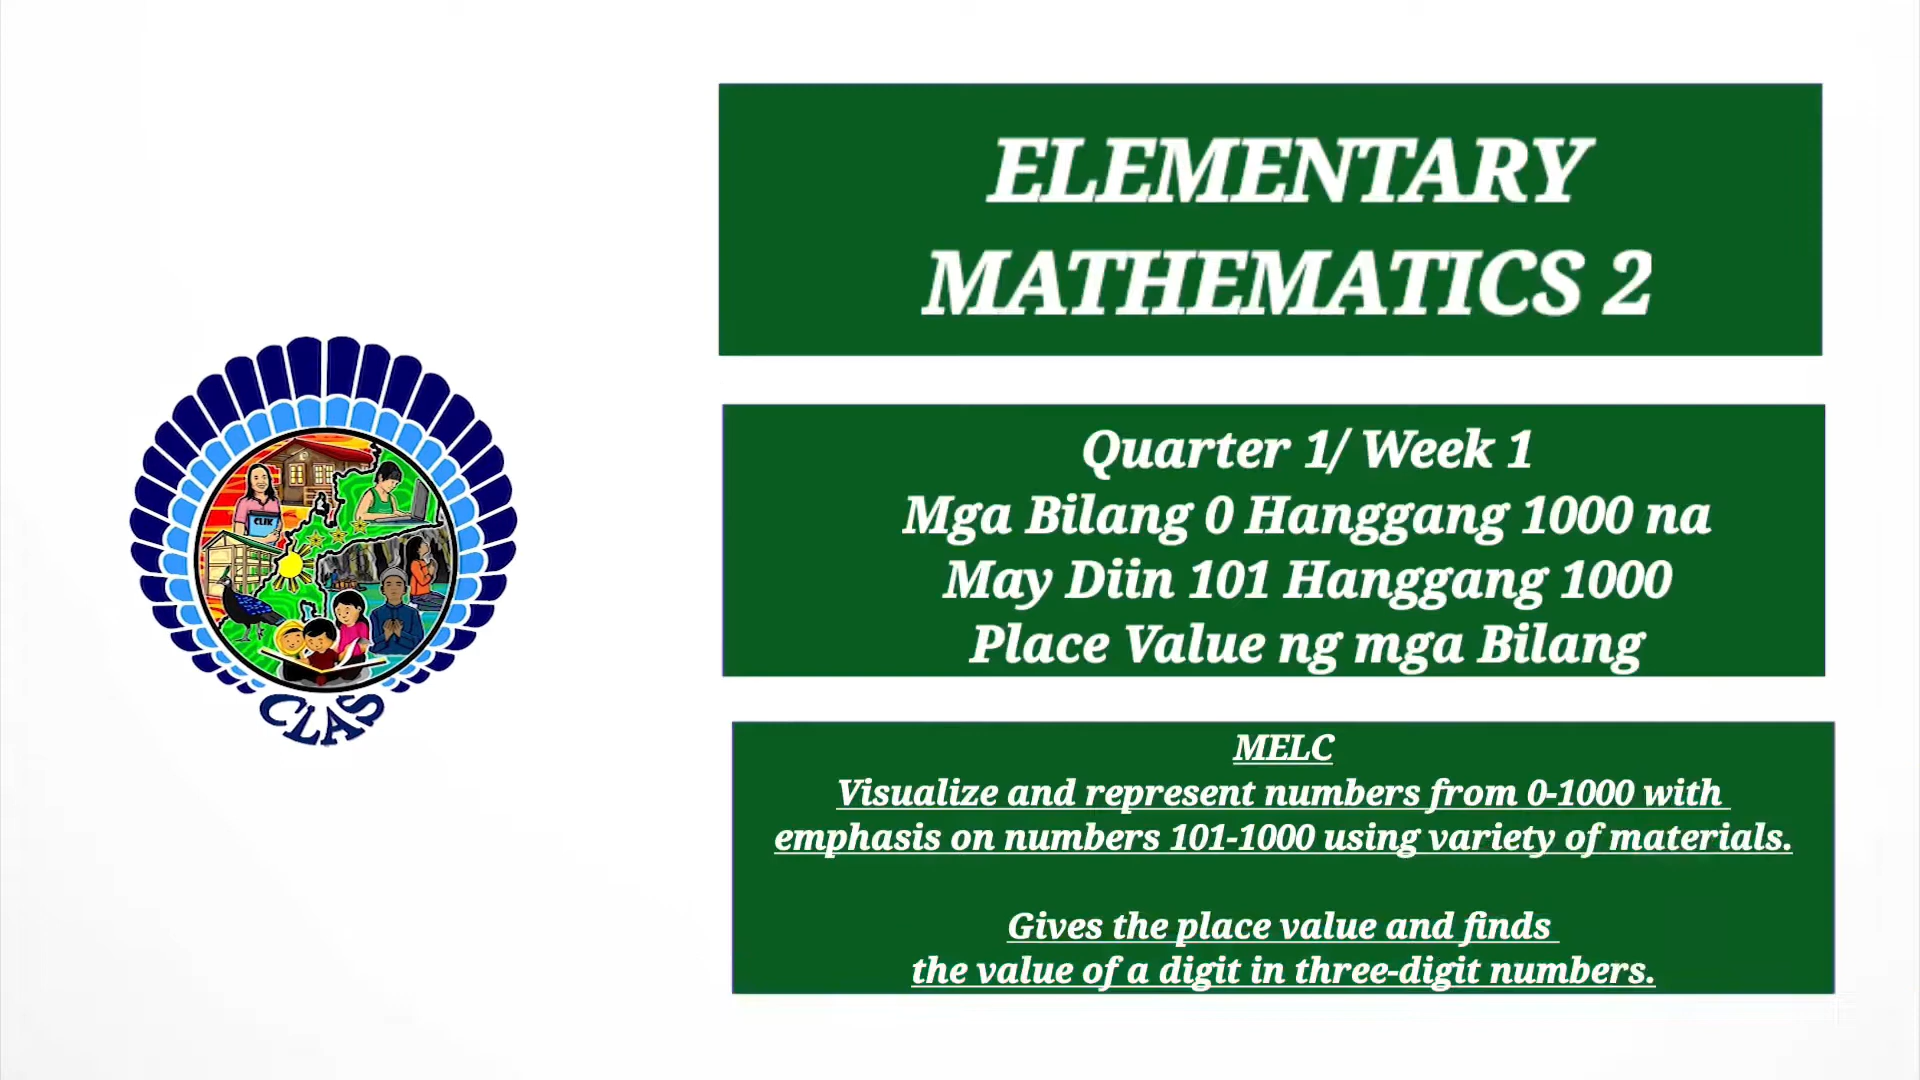 ELEMENTARY
MATHEMATICS 2
Quarter 1/ Week 1
Mga Bilang 0 Hanggang 1000 na
May Diin 101 Hanggang 1000
Place Value ng mga Bilang
MELC
Visualize and represent numbers from 0-1000 with
emphasis on numbers 101-1000 using variety of materials.
Gives the place value and finds
the value of a digit in three-digit numbers.
CLIK
CLAS